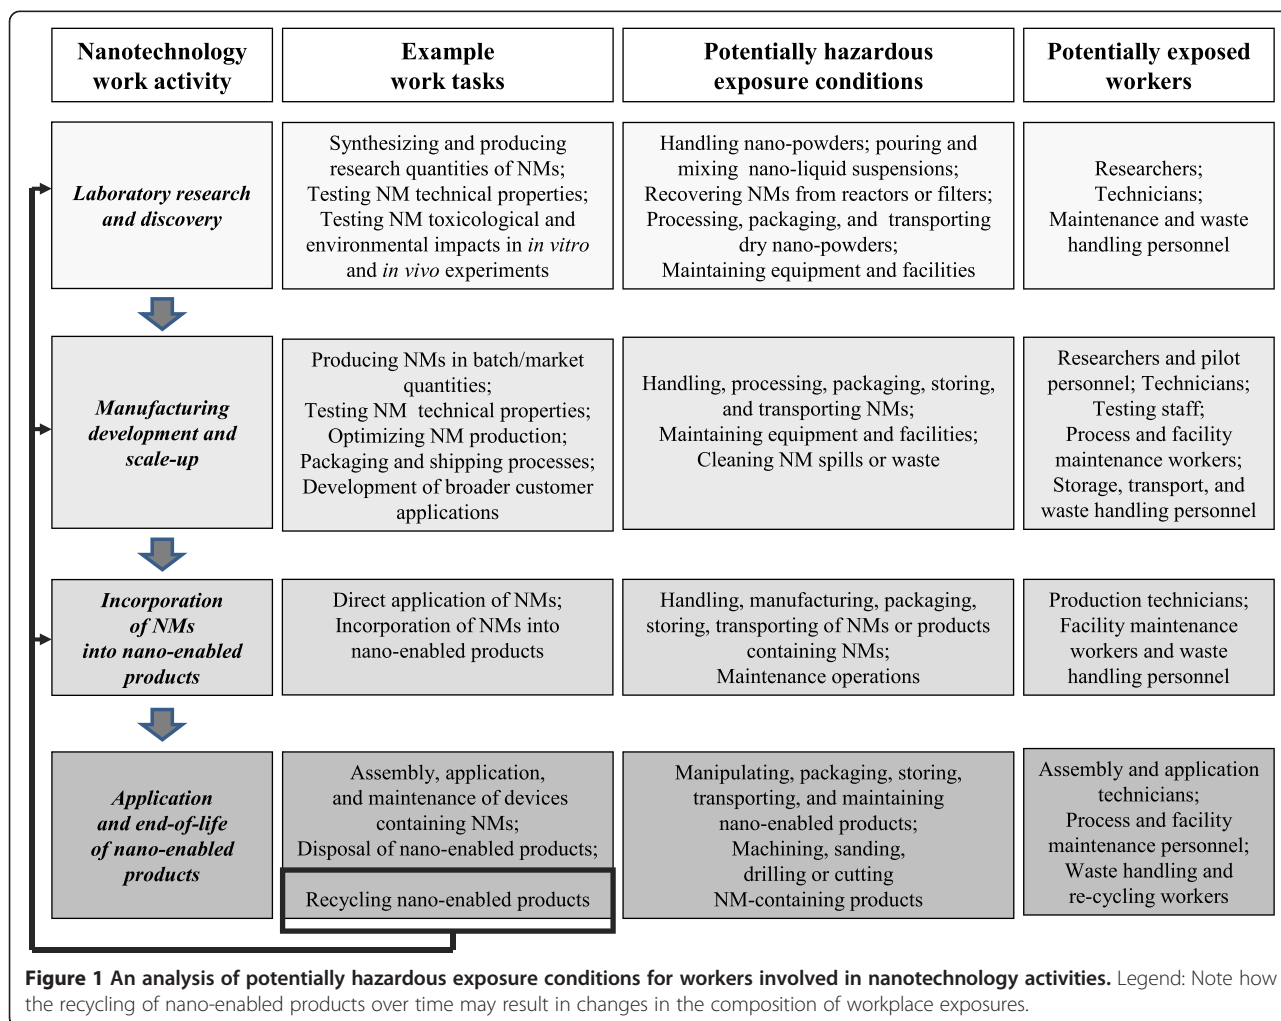 Nanotechnology
work activity
Example
work tasks
Potentially hazardous
exposure conditions
Potentially exposed
workers
Laboratory research
and discovery
Synthesizing and producing
research quantities of NMs;
Testing NM technical properties;
Testing NM toxicological and
environmental impacts in in vitro
and in vivo experiments
Handling nano-powders; pouring and
mixing nano-liquid suspensions;
Recovering NMs from reactors or filters;
Processing, packaging, and transporting
dry nano-powders;
Maintaining equipment and facilities
Researchers;
Technicians;
Maintenance and waste
handling personnel
Manufacturing
development and
scale-up
Producing NMs in batch/market
quantities;
Testing NM technical properties;
Optimizing NM production;
Packaging and shipping processes;
Development of broader customer
applications
Handling, processing, packaging, storing,
and transporting NMs;
Maintaining equipment and facilities;
Cleaning NM spills or waste
Researchers and pilot
personnel; Technicians;
Testing staff;
Process and facility
maintenance workers;
Storage, transport, and
waste handling personnel
Incorporation
of NMs
into nano-enabled
products
Direct application of NMs;
Incorporation of NMs into
nano-enabled products
Handling, manufacturing, packaging,
storing, transporting of NMs or products
containing NMs;
Maintenance operations
Production technicians;
Facility maintenance
workers and waste
handling personnel
Application
and end-of-life
of nano-enabled
products
Assembly, application,
and maintenance of devices
containing NMs;
Disposal of nano-enabled products;
Recycling nano-enabled products
Manipulating, packaging, storing,
transporting, and maintaining
nano-enabled products;
Machining, sanding,
drilling or cutting
NM-containing products
Assembly and application
technicians;
Process and facility
maintenance personnel;
Waste handling and
re-cycling workers
Figure 1 An analysis of potentially hazardous exposure conditions for workers involved in nanotechnology activities. Legend: Note how
the recycling of nano-enabled products over time may result in changes in the composition of workplace exposures.